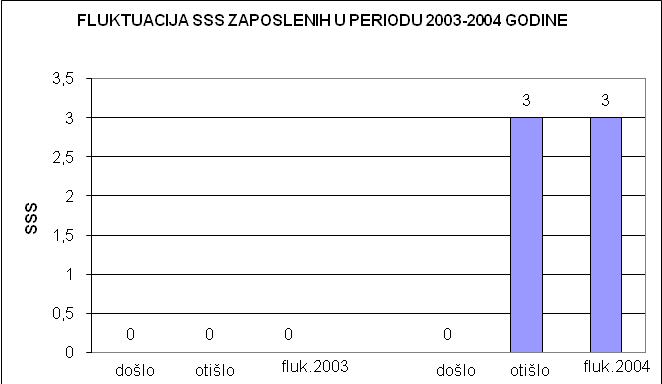 FLUKTUACIJA SSS ZAPOSLENIH U PERIODU 2003-2004 GODINE
3,5
3
2,5
2
1,5
1
0,5
0
SSS
0
0
0
0
3
3
došlo
otišlo
fluk.2003
došlo
otišlo
fluk.2004